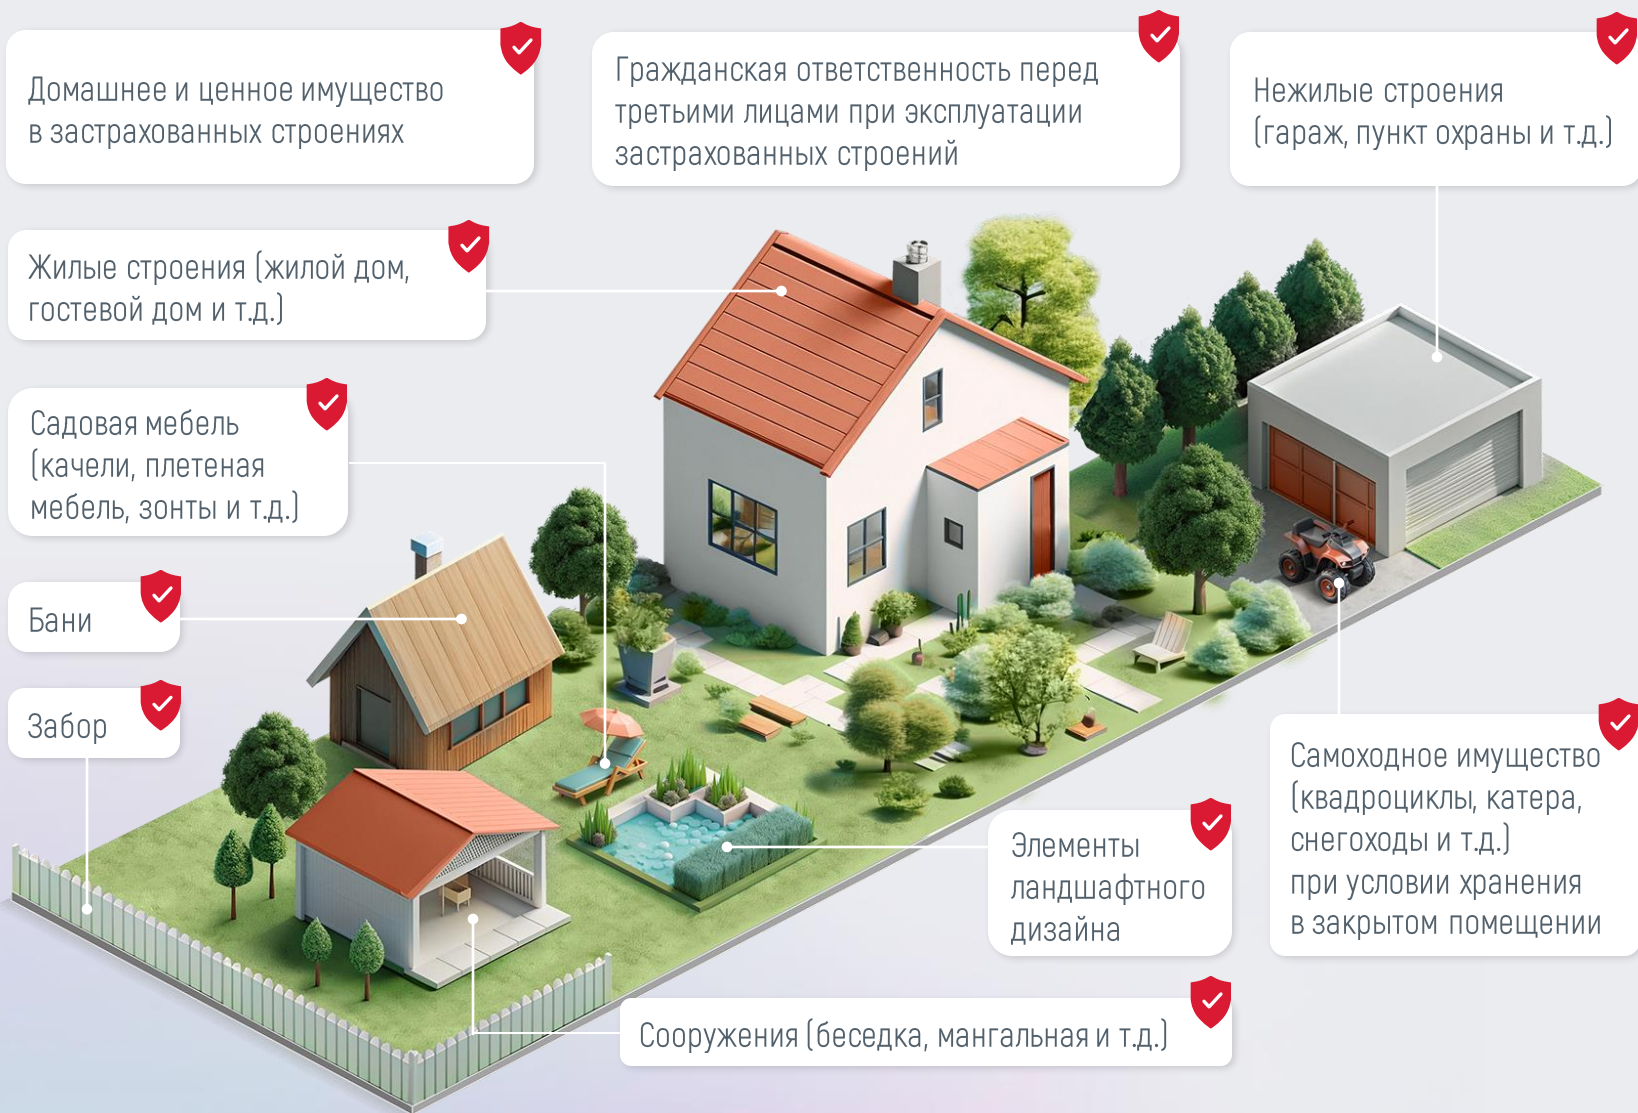 Домашнее и ценное имущество
в застрахованных строениях
Гражданская ответственность перед
третьими лицами при эксплуатации
застрахованных строений
Нежилые строения
(гараж, пункт охраны и т.д.)
Жилые строения (жилой дом,
гостевой дом и т.д.)
Садовая мебель
(качели, плетеная
мебель, зонты и т.д.)
Бани
Забор
Самоходное имущество
(квадроциклы, катера,
снегоходы и т.д.)
при условии хранения
в закрытом помещении
Элементы
ландшафтного
дизайна
Сооружения (беседка, мангальная и т.д.)